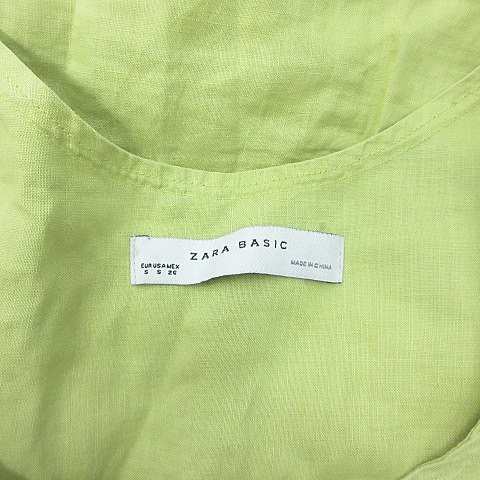 ZARA BASIC
EUR USA MEX
S S 26
MADE IN CHINA